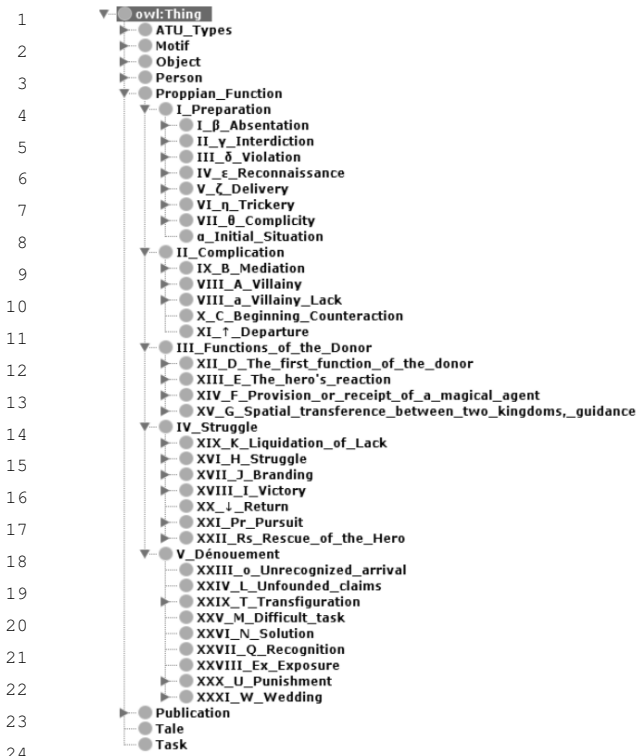 1 owl:Thing
ATU_Types
2 Motif
Object
3 Person
Proppian_Function
4 I_Preparation
I_β_Absentation
5 II_γ_Interdiction
III_δ_Violation
6 IV_ε_Reconnaissance
V_ζ_Delivery
7 VI_η_Trickery
VII_θ_Complicity
8 α_Initial_Situation
II_Complication
9 IX_B_Mediation
VIII_A_Villainy
10 VIII_a_Villainy_Lack
X_C_Beginning_Counteraction
11 XI_↑_Departure
III_Functions_of_the_Donor
12 XII_D_The_first_function_of_the_donor
XIII_E_The_hero's_reaction
13 XIV_F_Provision_or_receipt_of_a_magical_agent
XV_G_Spatial_transference_between_two_kingdoms,_guidance
14 IV_Struggle
XIX_K_Liquidation_of_Lack
15 XVI_H_Struggle
XVII_J_Branding
16 XVIII_I_Victory
XX_↓_Return
17 XXI_Pr_Pursuit
XXII_Rs_Rescue_of_the_Hero
18 V_Dénouement
XXIII_o_Unrecognized_arrival
19 XXIV_L_Unfounded_claims
XXIX_T_Transfiguration
20 XXV_M_Difficult_task
XXVI_N_Solution
21 XXVII_Q_Recognition
XXVIII_Ex_Exposure
22 XXX_U_Punishment
XXXI_W_Wedding
23 Publication
Tale
24 Task